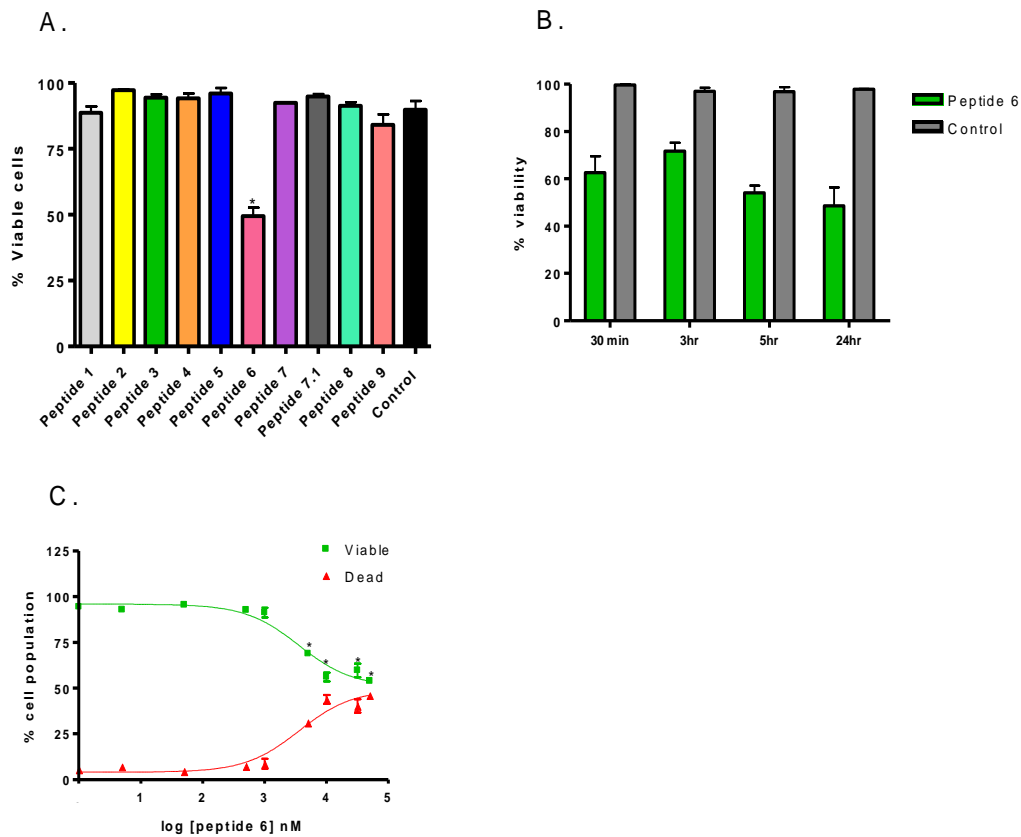 A.
% Viable cells
100
75
50
25
0
*
Peptide 1
Peptide 2
Peptide 3
Peptide 4
Peptide 5
Peptide 6
Peptide 7
Peptide 7.1
Peptide 8
Peptide 9
Control
B.
% viability
100
80
60
40
20
0
30 min
3hr
5hr
24hr
Peptide 6
Control
C.
% cell population
125
100
75
50
25
0
Viable
Dead
* * * *
1 2 3 4 5
log [peptide 6] nM